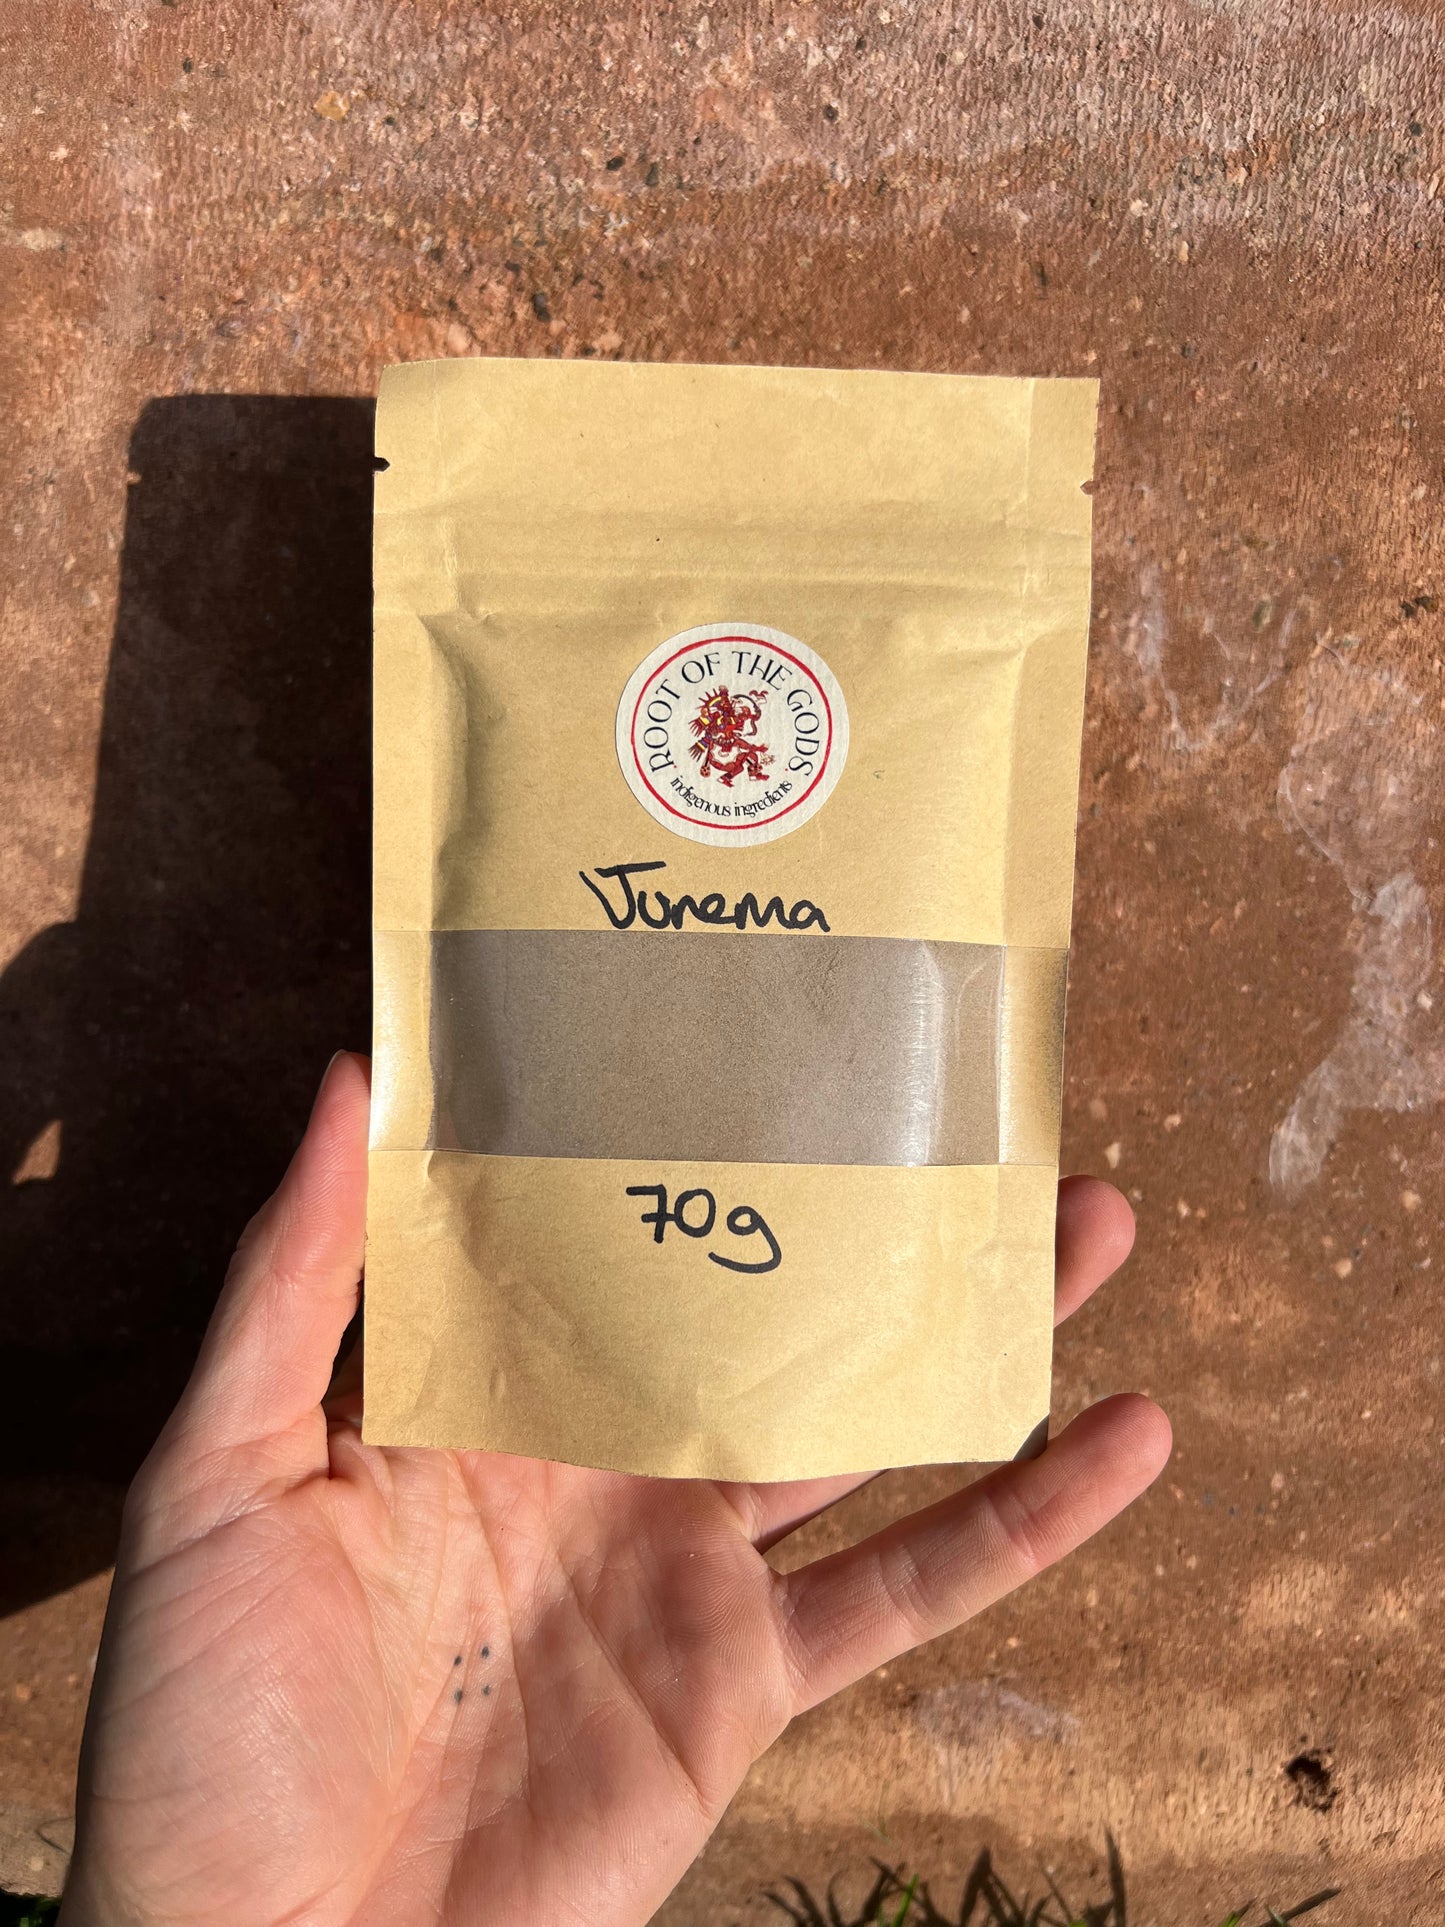 ROOT OF THE GODS
indigenous ingredients
Jurema
70g